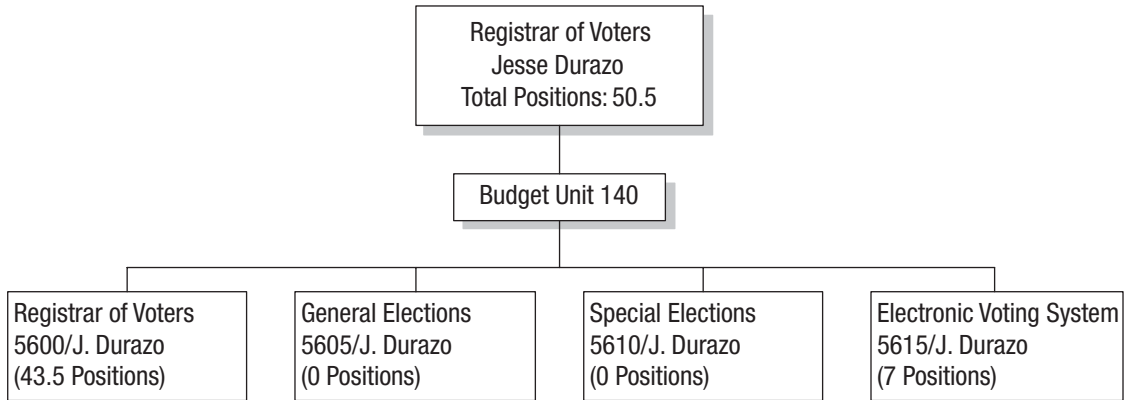 Registrar of Voters
Jesse Durazo
Total Positions: 50.5
Budget Unit 140
Registrar of Voters
5600/J. Durazo
(43.5 Positions)
General Elections
5605/J. Durazo
(0 Positions)
Special Elections
5610/J. Durazo
(0 Positions)
Electronic Voting System
5615/J. Durazo
(7 Positions)